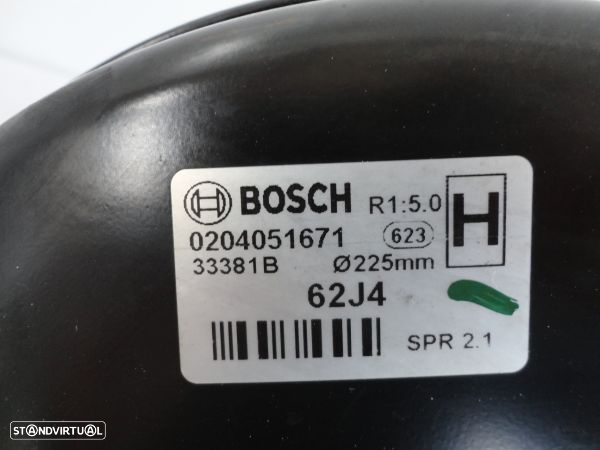 BOSCH R1:5.0 H
0204051671 623
33381B Ø225mm
62J4
SPR 2.1
STANDVIRTUAL